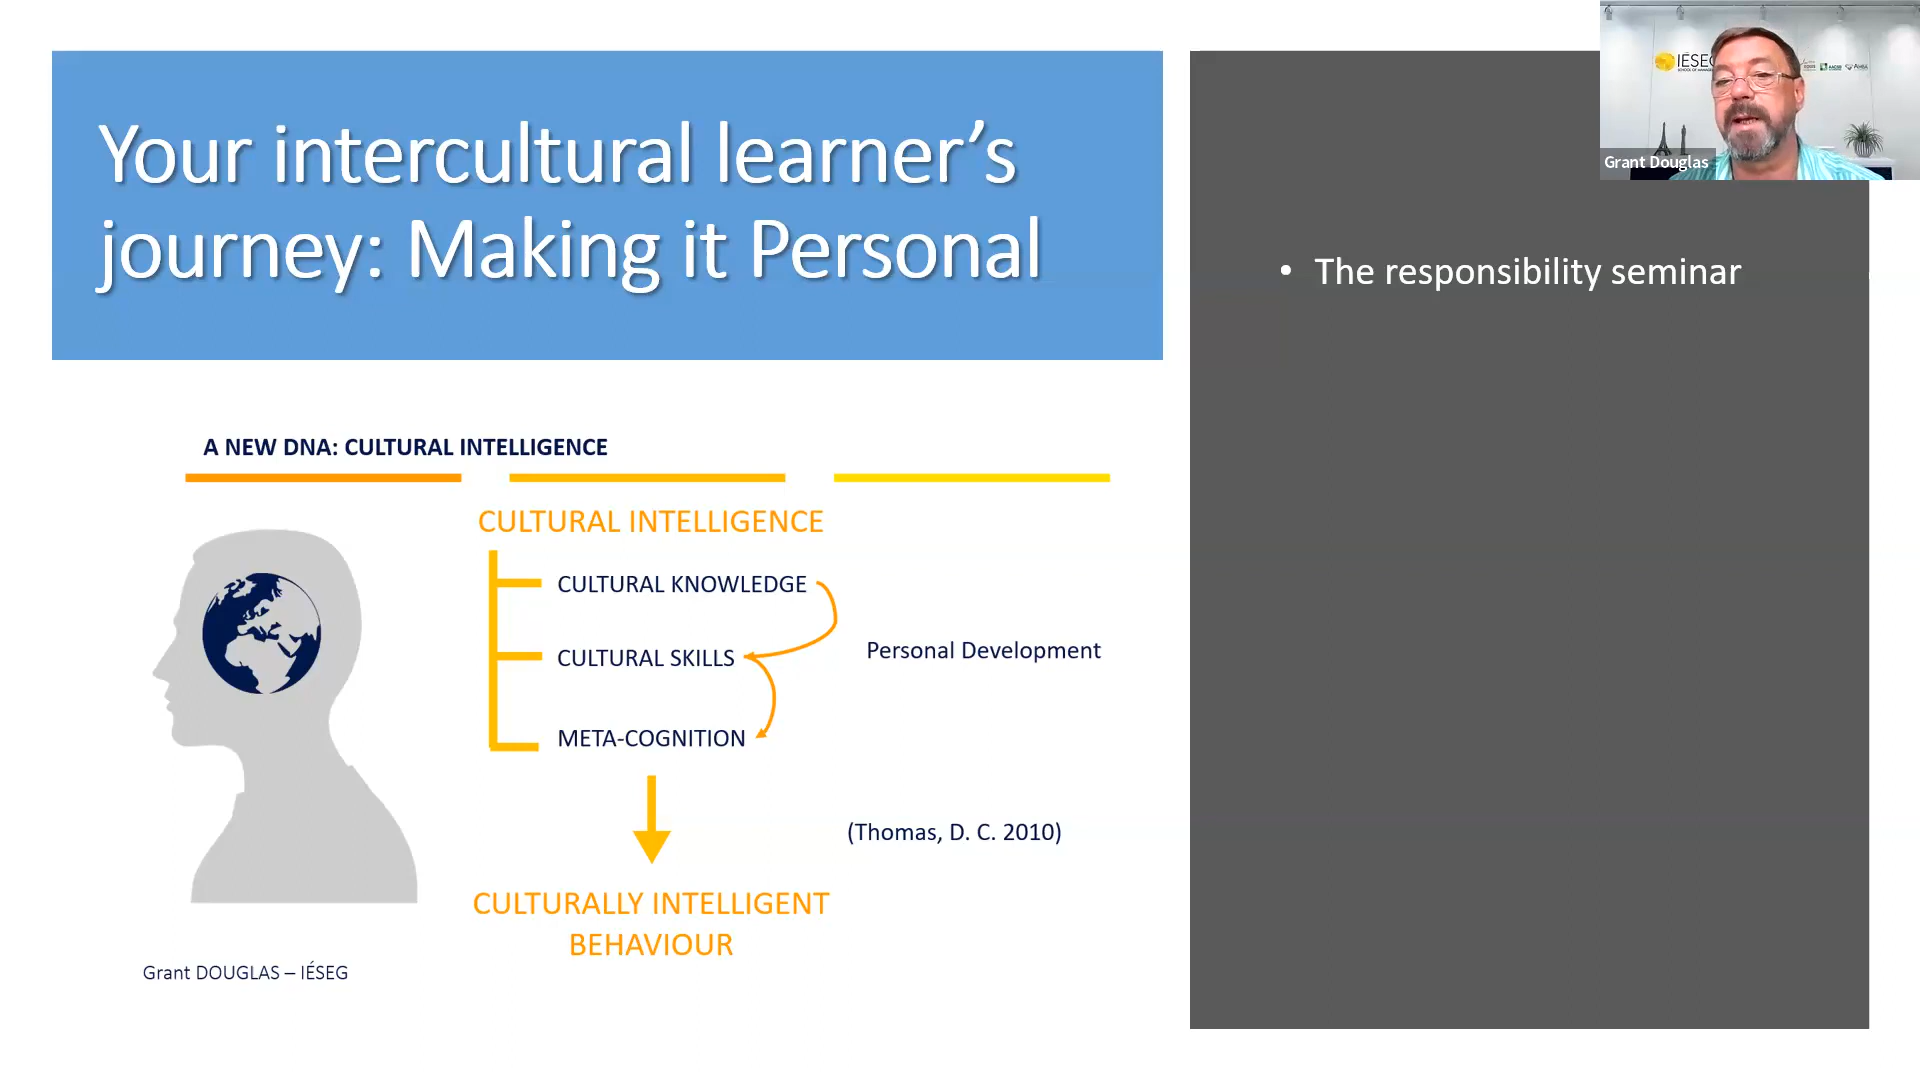 Your intercultural learner’s
journey: Making it Personal
A NEW DNA: CULTURAL INTELLIGENCE
CULTURAL INTELLIGENCE
CULTURAL KNOWLEDGE
CULTURAL SKILLS
META-COGNITION
Personal Development
(Thomas, D. C. 2010)
CULTURALLY INTELLIGENT
BEHAVIOUR
Grant DOUGLAS – IÉSEG
• The responsibility seminar
IÉSEG
Grant Douglas